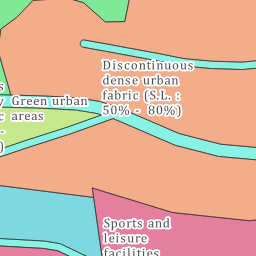 Discontinuous
dense urban
fabric (S.L. :
50% - 80%)
s
y
c
-
)
Green urban
areas
Sports and
leisure
facilities